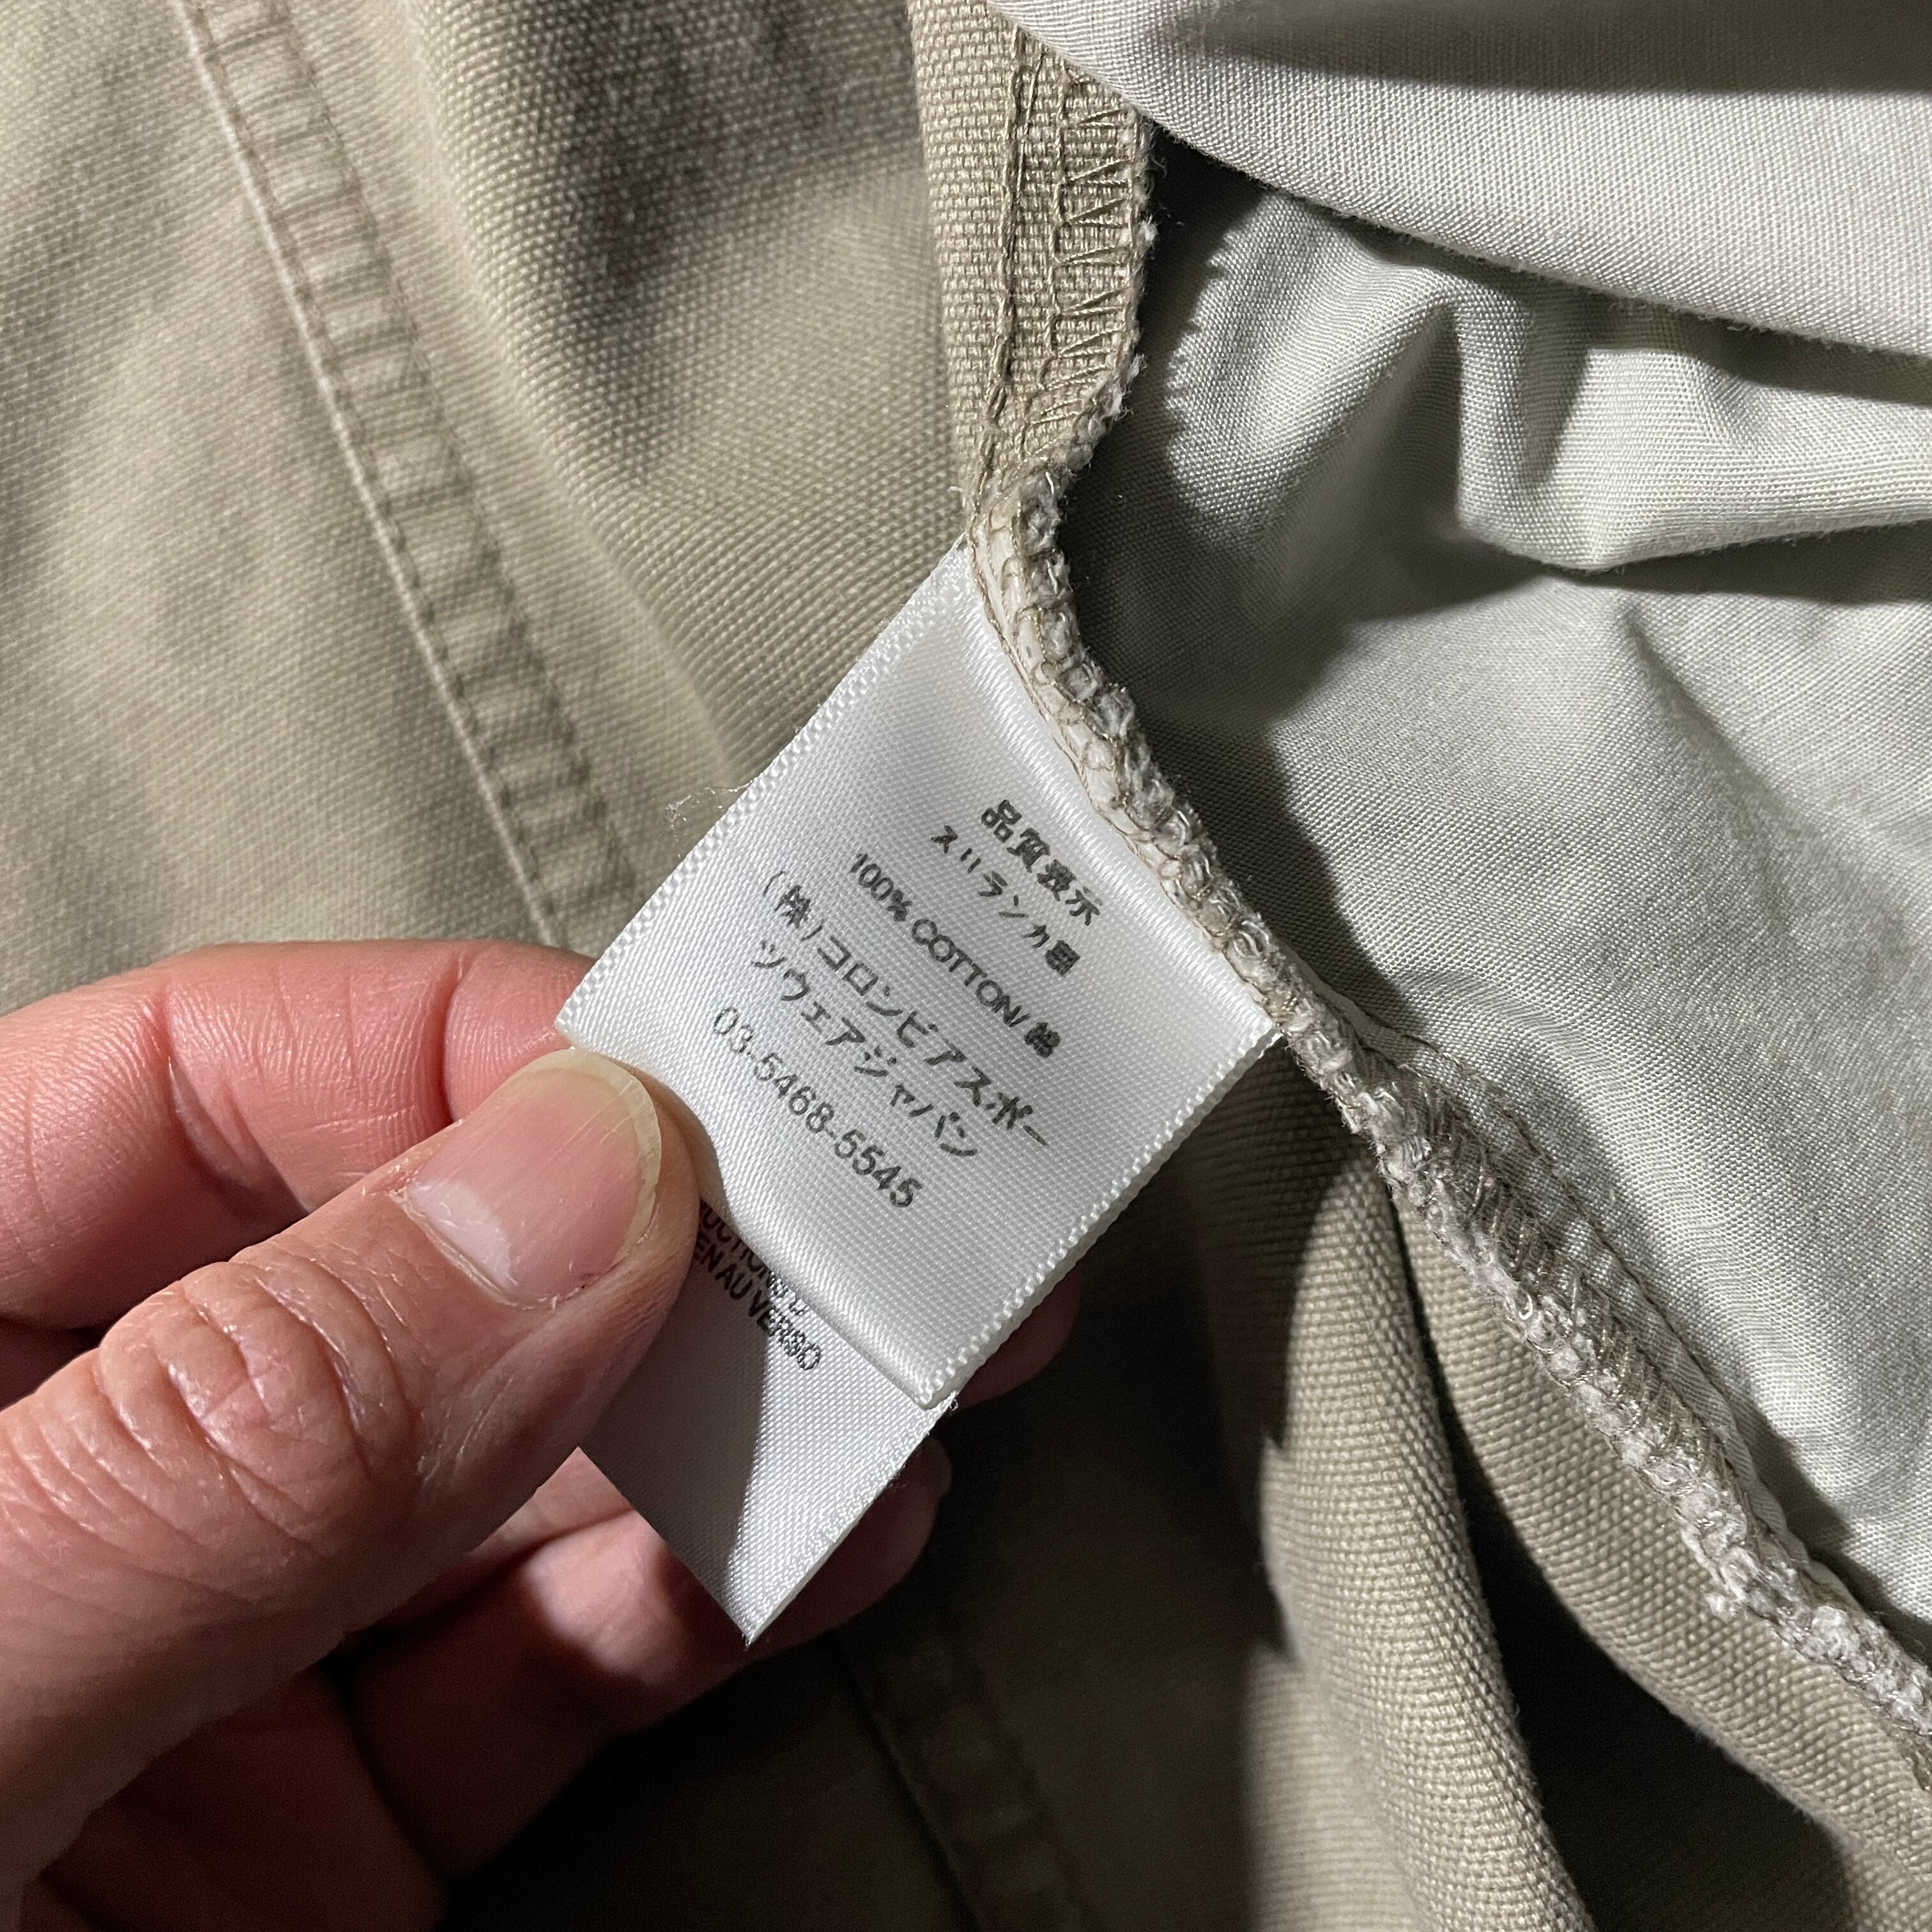 品質表示
スリランカ製
100% COTTON/ 綿
(株)コロンビアスポー
ツウェアジャパン
03-5468-5545
EN AU VERSO